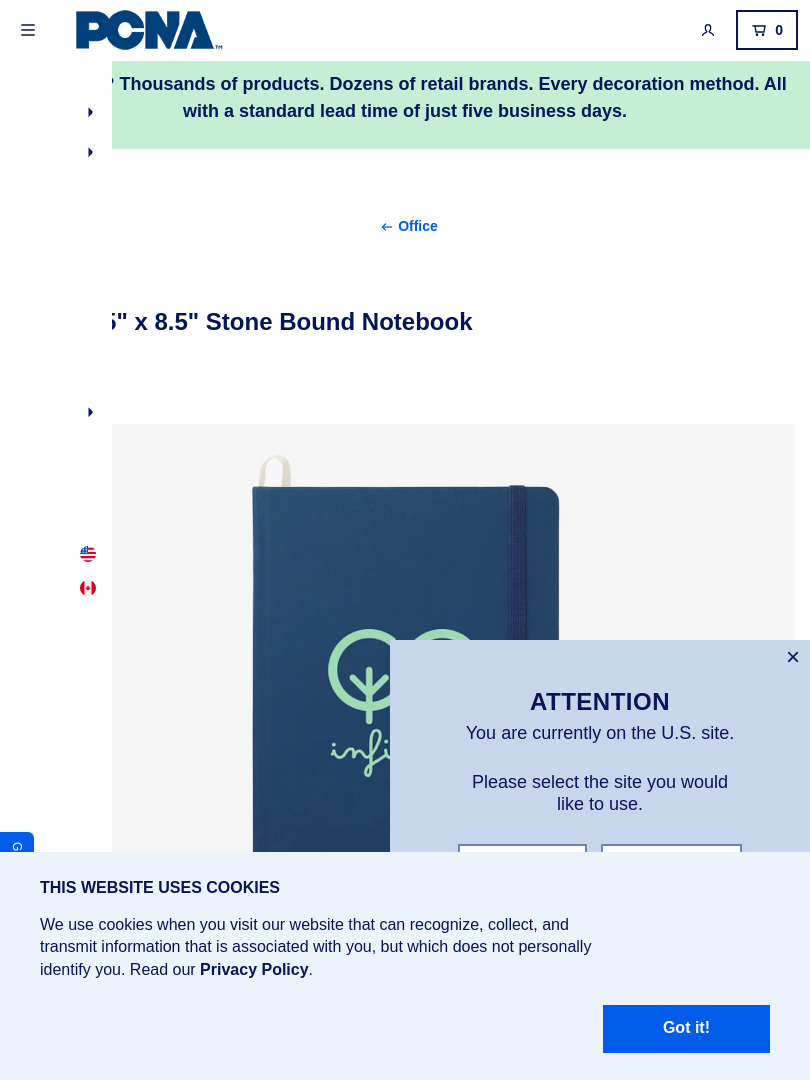 PCNA™
0
? Thousands of products. Dozens of retail brands. Every decoration method. All
with a standard lead time of just five business days.
← Office
5" x 8.5" Stone Bound Notebook
ATTENTION
You are currently on the U.S. site.
Please select the site you would
like to use.
G
THIS WEBSITE USES COOKIES
We use cookies when you visit our website that can recognize, collect, and
transmit information that is associated with you, but which does not personally
identify you. Read our Privacy Policy.
Got it!